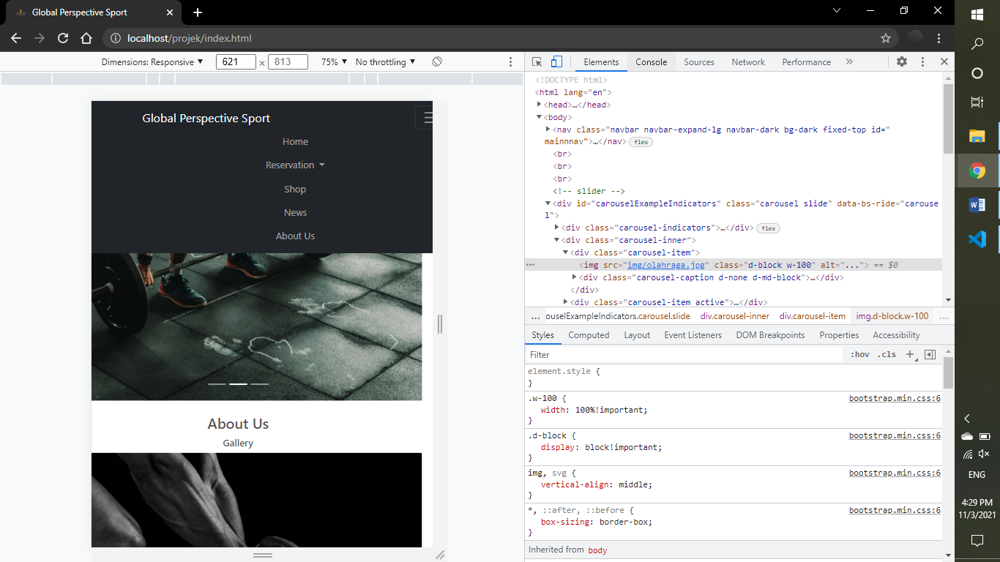 Global Perspective Sport
localhost/projek/index.html
Dimensions: Responsive ▼ 621 × 813 75% ▼ No throttling ▼
Elements Console Sources Network Performance »
Global Perspective Sport
Home
Reservation
Shop
News
About Us
About Us
Gallery
<!DOCTYPE html>
<html lang="en">
▶<head>…</head>
▼<body>
▶<nav class="navbar navbar-expand-lg navbar-dark bg-dark fixed-top id="
mainnnav">…</nav> flex
<br>
<br>
<br>
<!-- slider -->
▼<div id="carouselExampleIndicators" class="carousel slide" data-bs-ride="carouse
l">
▶<div class="carousel-indicators">…</div> flex
▼<div class="carousel-inner">
▼<div class="carousel-item">
<img src="img/olahraga.jpg" class="d-block w-100" alt="..."> == $0
▶<div class="carousel-caption d-none d-md-block">…</div>
</div>
▶<div class="carousel-item active">…</div>
... ouselExampleIndicators.carousel.slide div.carousel-inner div.carousel-item img.d-block.w-100 ...
Styles Computed Layout Event Listeners DOM Breakpoints Properties Accessibility
Filter :hov .cls +
element.style {
}
.w-100 { bootstrap.min.css:6
width: 100%!important;
}
.d-block { bootstrap.min.css:6
display: block!important;
}
img, svg { bootstrap.min.css:6
vertical-align: middle;
}
*, ::after, ::before { bootstrap.min.css:6
box-sizing: border-box;
}
Inherited from body
ENG
4:29 PM
11/3/2021